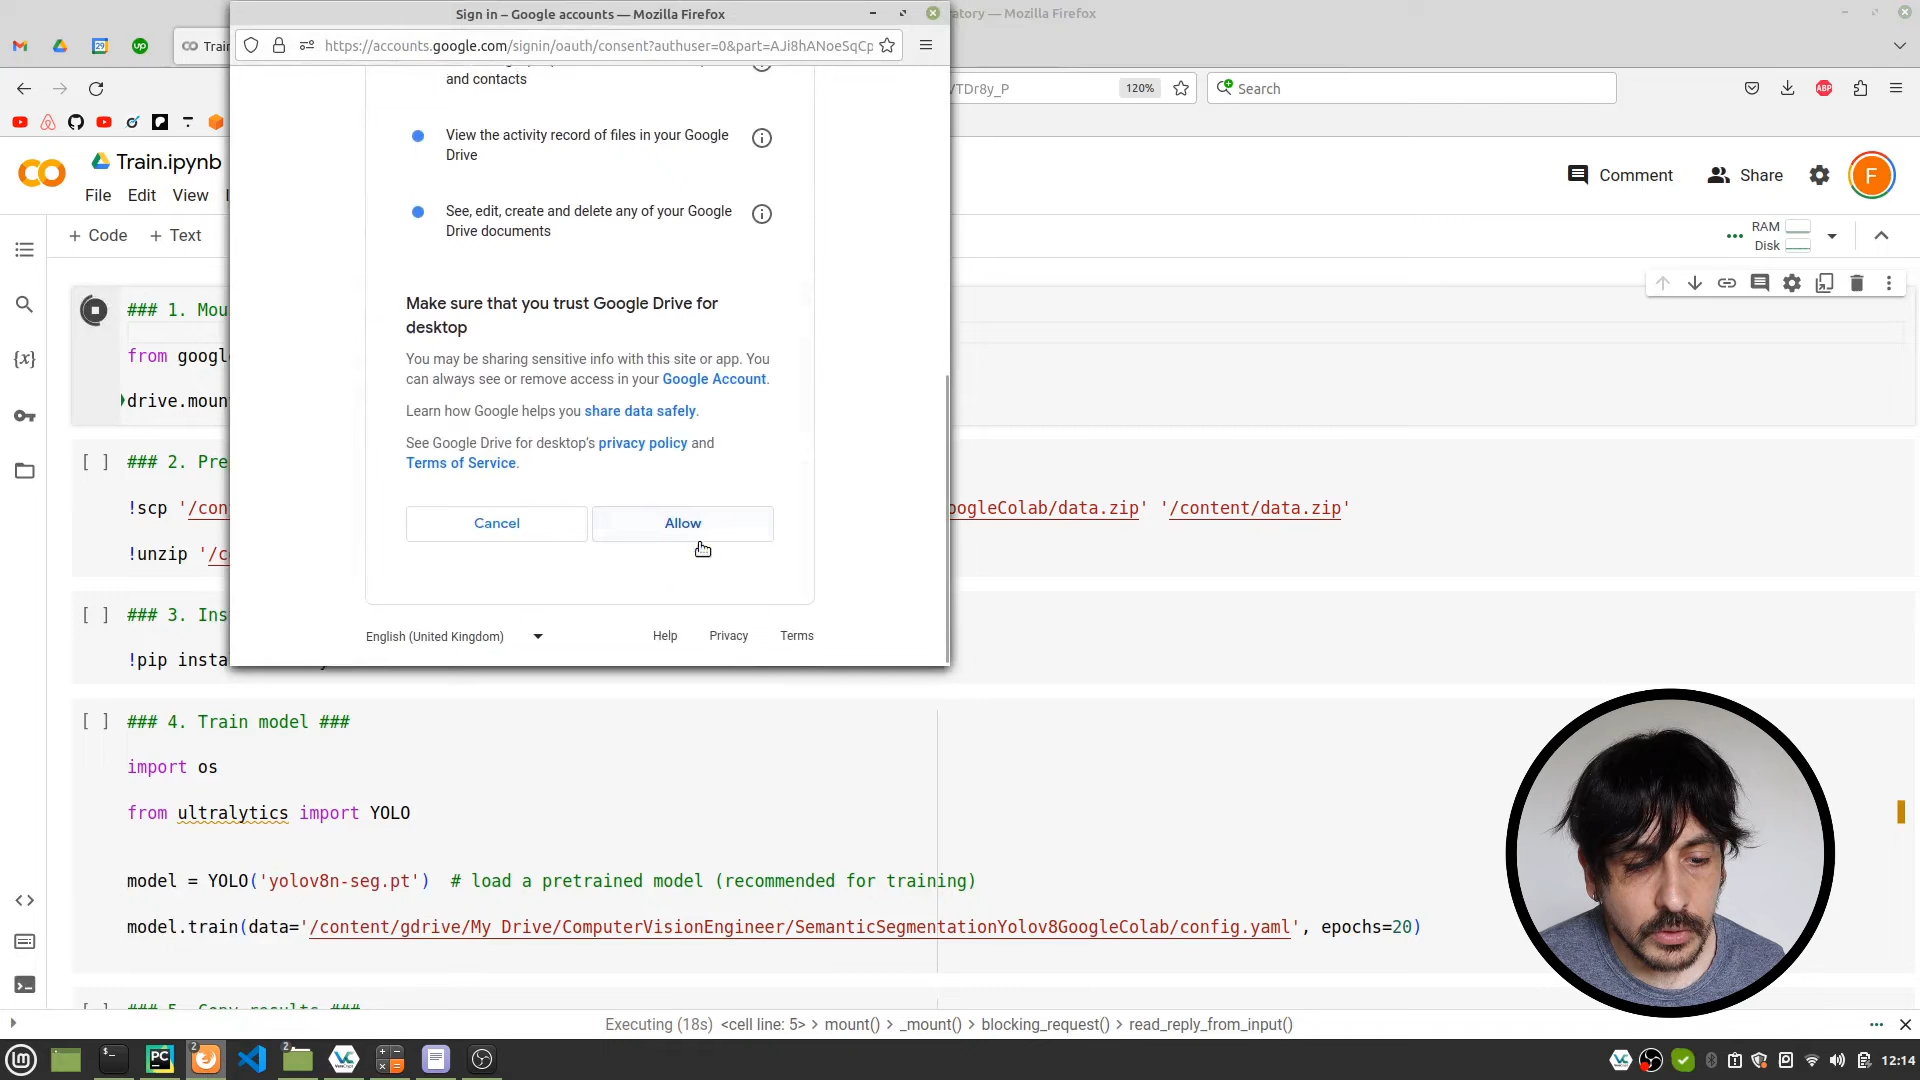 Sign in – Google accounts — Mozilla Firefox
atory — Mozilla Firefox
https://accounts.google.com/signin/oauth/consent?authuser=0&part=AJi8hANoeSqCp
Trai
/TDr8y_P
120%
Search
and contacts
View the activity record of files in your Google
Drive
See, edit, create and delete any of your Google
Drive documents
Make sure that you trust Google Drive for
desktop
You may be sharing sensitive info with this site or app. You
can always see or remove access in your Google Account.
Learn how Google helps you share data safely.
See Google Drive for desktop's privacy policy and
Terms of Service.
Cancel
Allow
English (United Kingdom)
Help
Privacy
Terms
Train.ipynb
File Edit View
Comment
Share
F
+ Code + Text
RAM
Disk
### 1. Mou
from googl
drive.moun
[ ] ### 2. Pre
!scp '/con
oogleColab/data.zip' '/content/data.zip'
!unzip '/c
[ ] ### 3. Ins
!pip insta
[ ] ### 4. Train model ###
import os
from ultralytics import YOLO
model = YOLO('yolov8n-seg.pt') # load a pretrained model (recommended for training)
model.train(data='/content/gdrive/My Drive/ComputerVisionEngineer/SemanticSegmentationYolov8GoogleColab/config.yaml', epochs=20)
[ ] ### 5. Copy results ###
Executing (18s) <cell line: 5> > mount() > _mount() > blocking_request() > read_reply_from_input()
12:14